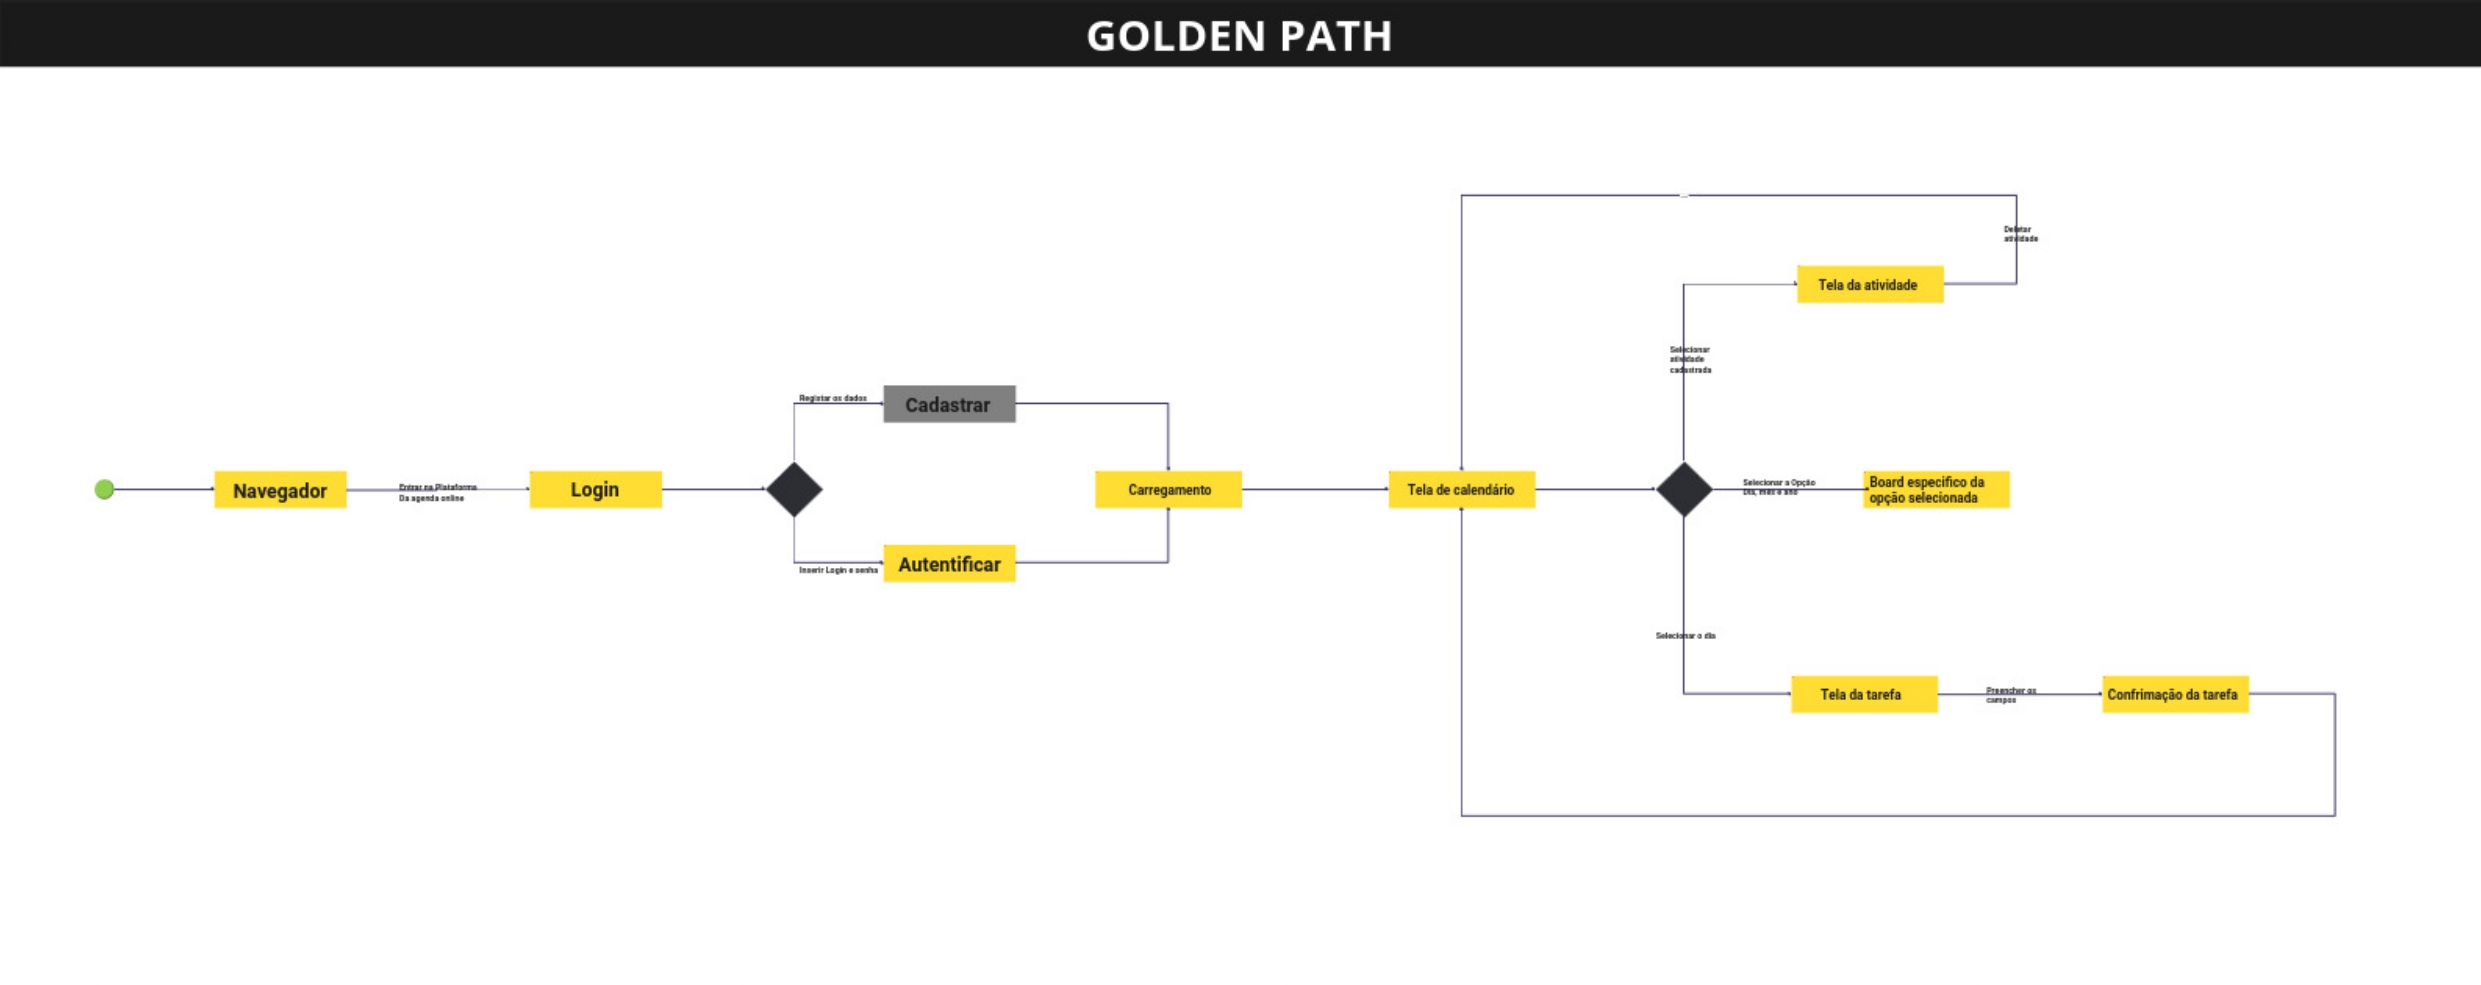 GOLDEN PATH
Deletar
atividade
Tela da atividade
Selecionar
atividade
cadastrada
Registar os dados
Cadastrar
Navegador
Entrar na Plataforma
Da agenda online
Login
Carregamento
Tela de calendário
Selecionar a Opção
Dia, mês e ano
Board especifico da
opção selecionada
Inserir Login e senha
Autentificar
Selecionar o dia
Tela da tarefa
Preencher os
campos
Confrimação da tarefa